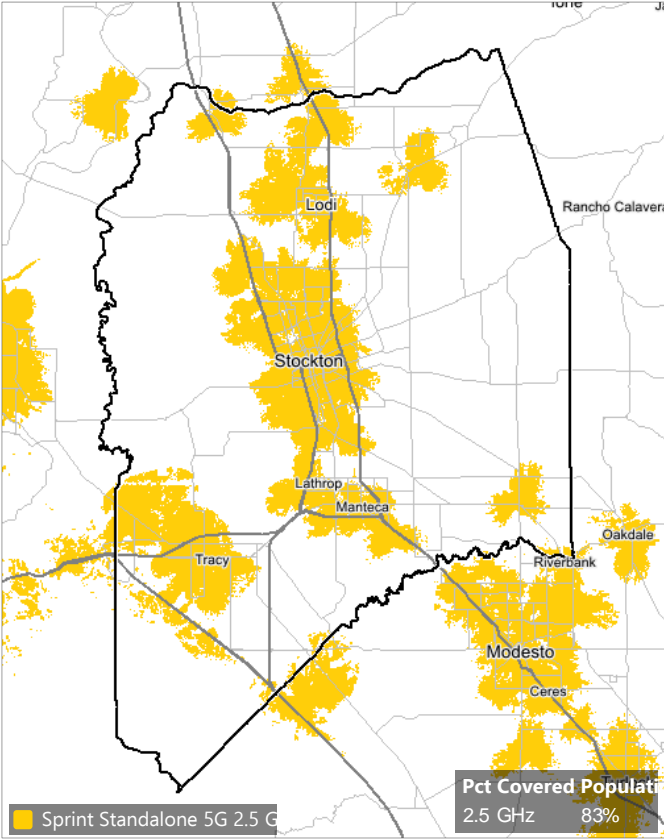 Lodi
Rancho Calavera
Stockton
Lathrop
Manteca
Oakdale
Tracy
Riverbank
Modesto
Ceres
Pct Covered Populati
Sprint Standalone 5G 2.5 G
2.5 GHz 83%